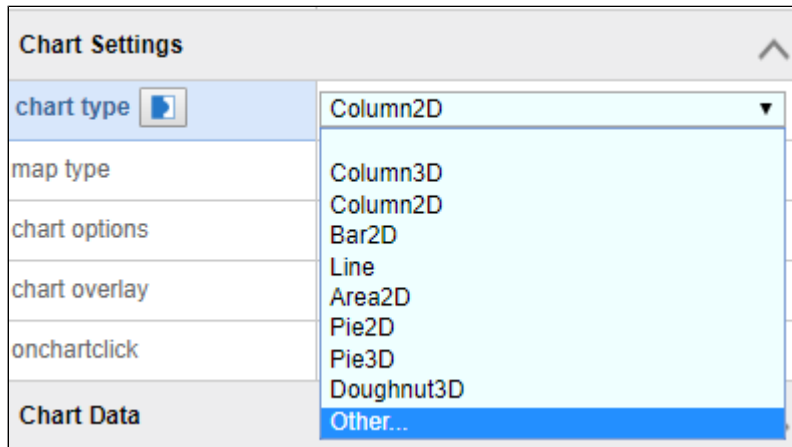 Chart Settings
chart type
Column2D
map type
Column3D
Column2D
chart options
Bar2D
Line
chart overlay
Area2D
Pie2D
onchartclick
Pie3D
Doughnut3D
Chart Data
Other...